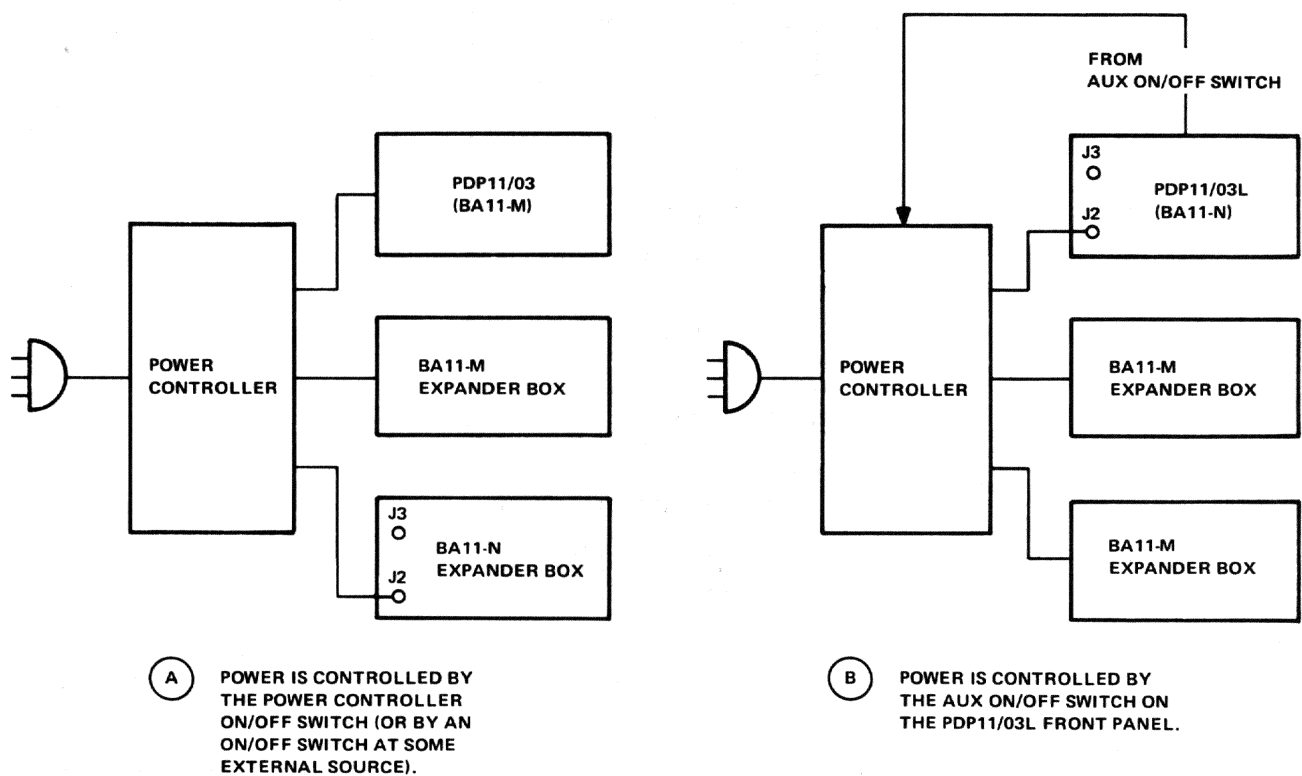 PDP11/03
(BA11-M)
POWER
CONTROLLER
BA11-M
EXPANDER BOX
J3
J2
BA11-N
EXPANDER BOX
A
POWER IS CONTROLLED BY
THE POWER CONTROLLER
ON/OFF SWITCH (OR BY AN
ON/OFF SWITCH AT SOME
EXTERNAL SOURCE).
FROM
AUX ON/OFF SWITCH
J3
J2
PDP11/03L
(BA11-N)
POWER
CONTROLLER
BA11-M
EXPANDER BOX
BA11-M
EXPANDER BOX
B
POWER IS CONTROLLED BY
THE AUX ON/OFF SWITCH ON
THE PDP11/03L FRONT PANEL.